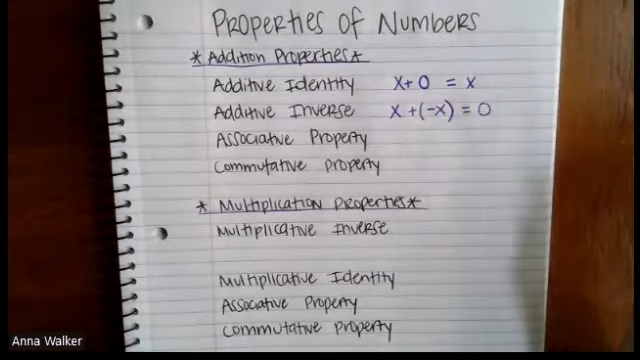 Properties of Numbers
* Addition Properties *
Additive Identity x+0 = x
Additive Inverse x+(-x) = 0
Associative Property
Commutative Property
* Multiplication Properties *
Multiplicative Inverse
Multiplicative Identity
Associative Property
Commutative Property
Anna Walker